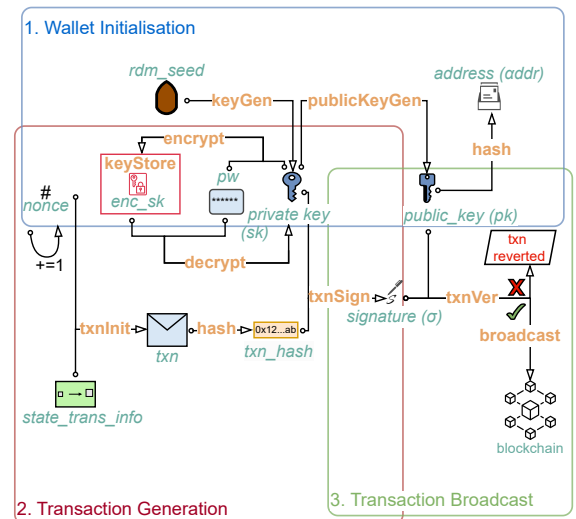 1. Wallet Initialisation
rdm_seed
address (αddr)
keyGen
publicKeyGen
encrypt
hash
keyStore
enc_sk
pw
******
private key
(sk)
public_key (pk)
#
nonce
+=1
decrypt
txn
reverted
txnSign
signature (σ)
txnVer
txnInit
txn
hash
0x12...ab
txn_hash
broadcast
state_trans_info
blockchain
2. Transaction Generation
3. Transaction Broadcast